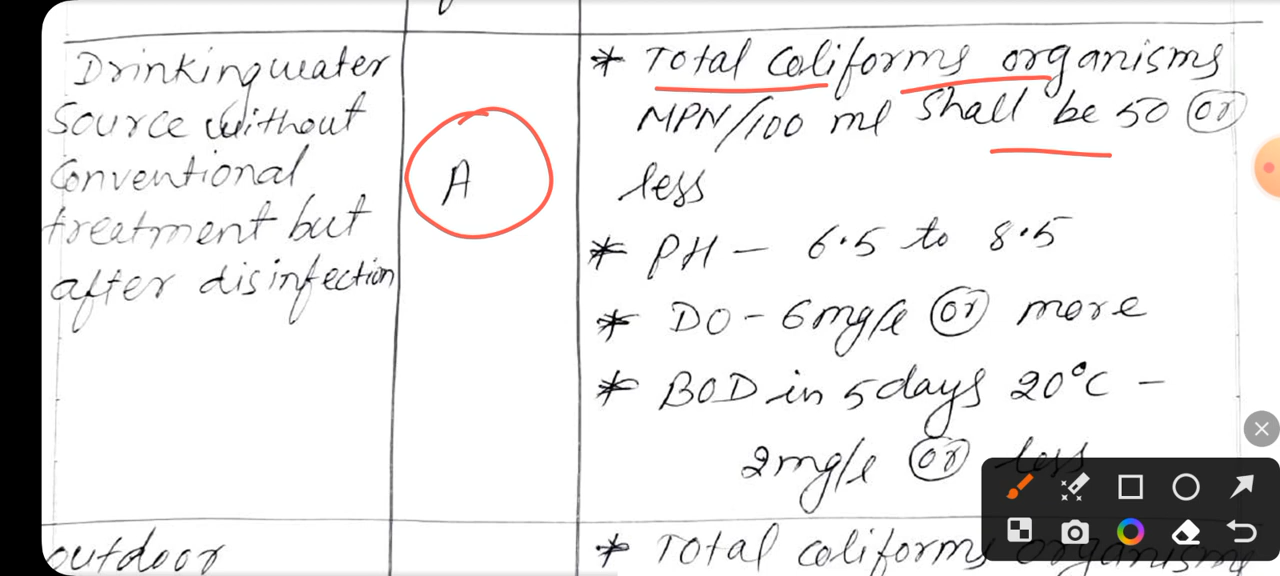 Drinking water
Source without
Conventional
treatment but
after disinfection
A
* Total Coliforms organisms
MPN/100 ml shall be 50 or
less
* PH - 6.5 to 8.5
* DO - 6mg/l or more
* BOD in 5 days 20°C -
2mg/l or less
outdoor
* Total coliforms organisms